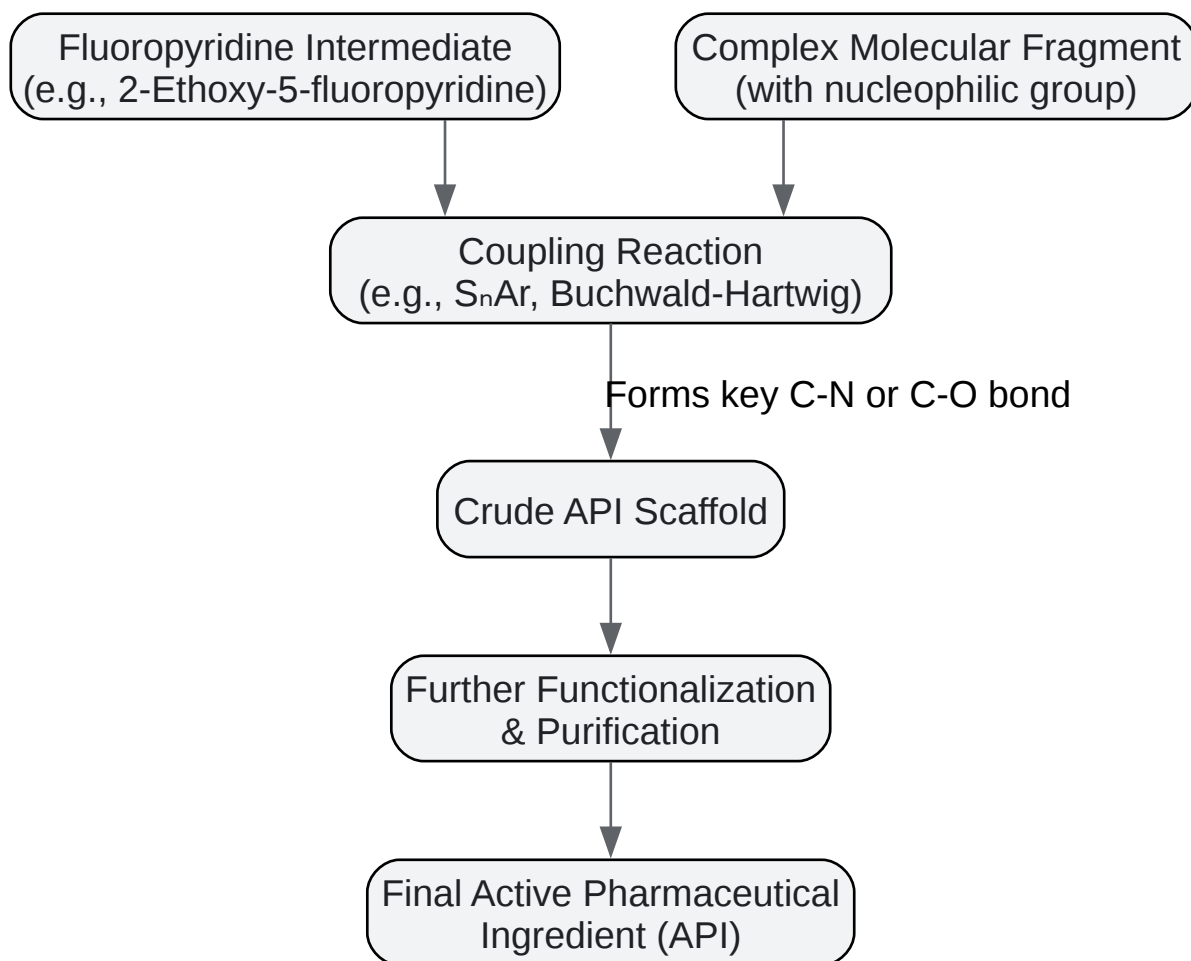 Fluoropyridine Intermediate
(e.g., 2-Ethoxy-5-fluoropyridine)
Complex Molecular Fragment
(with nucleophilic group)
Coupling Reaction
(e.g., SₙAr, Buchwald-Hartwig)
Forms key C-N or C-O bond
Crude API Scaffold
Further Functionalization
& Purification
Final Active Pharmaceutical
Ingredient (API)